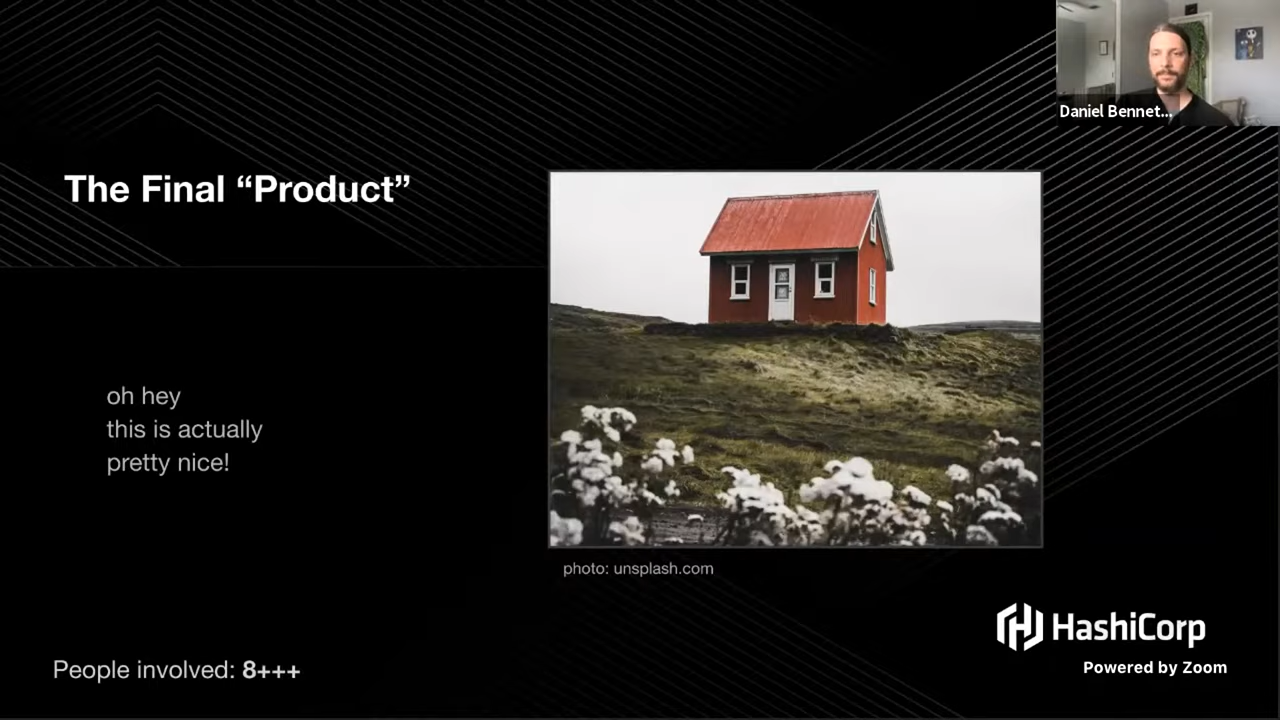 Daniel Bennet...
The Final “Product”
oh hey
this is actually
pretty nice!
photo: unsplash.com
HashiCorp
Powered by Zoom
People involved: 8+++